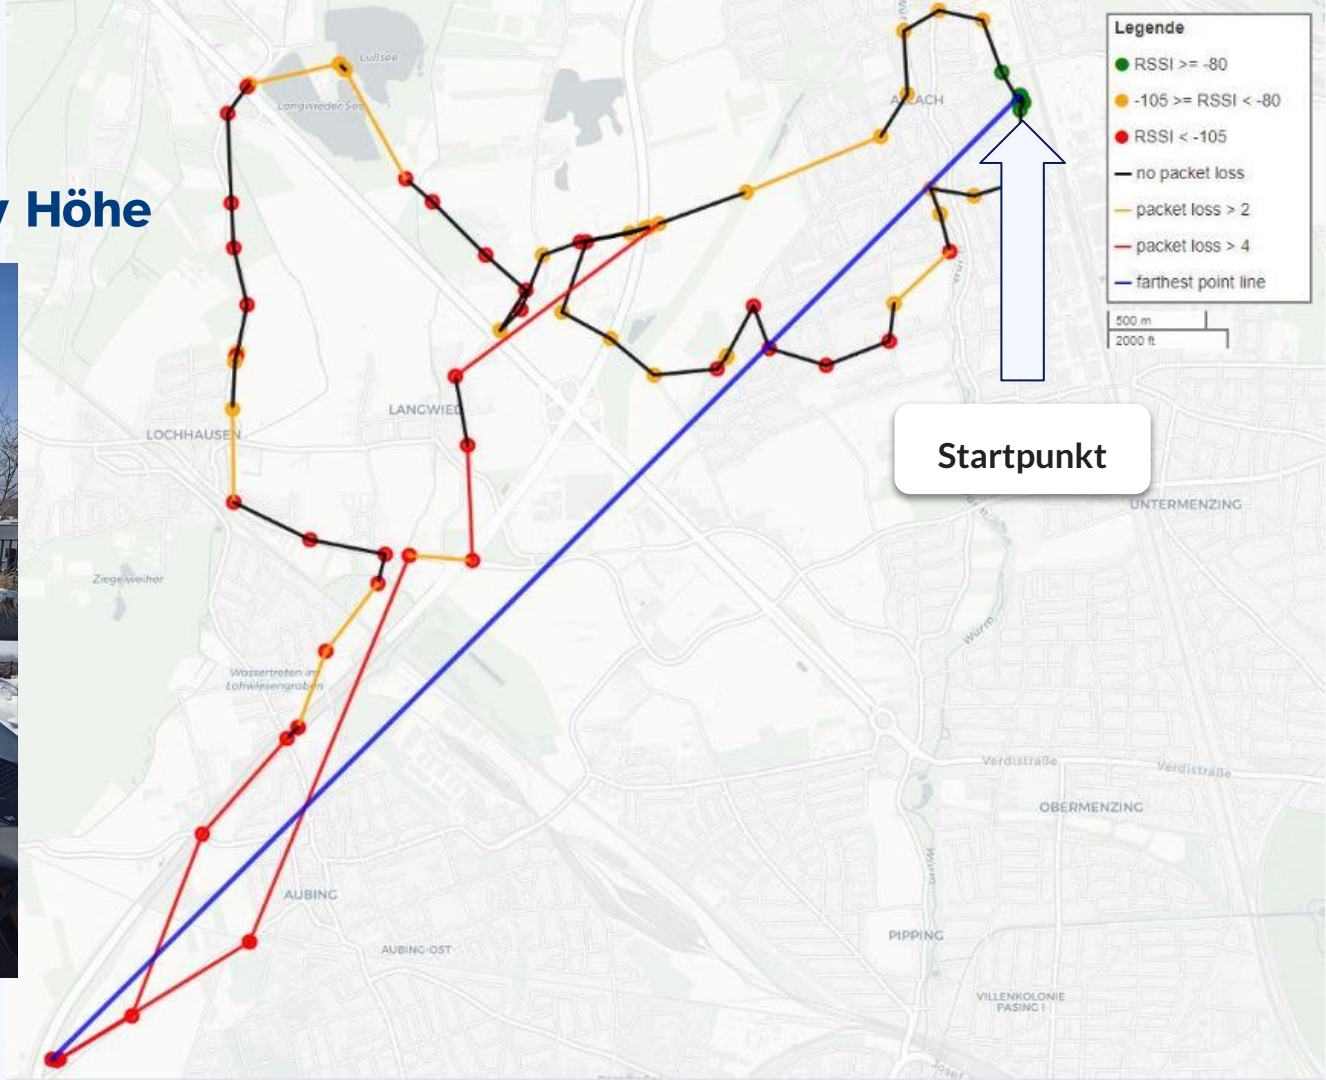 Höhe
Lußsee
Langwieder See
ALLACH
Legende
RSSI >= -80
-105 >= RSSI < -80
RSSI < -105
no packet loss
packet loss > 2
packet loss > 4
farthest point line
500 m
2000 ft
Startpunkt
LANGWIED
LOCHHAUSEN
UNTERMENZING
Ziegelweiher
Würm
Wassertreten im
Lohwiesengraben
Verdistraße
Verdistraße
OBERMENZING
Würm
AUBING
AUBING-OST
PIPPING
VILLENKOLONIE
PASING I